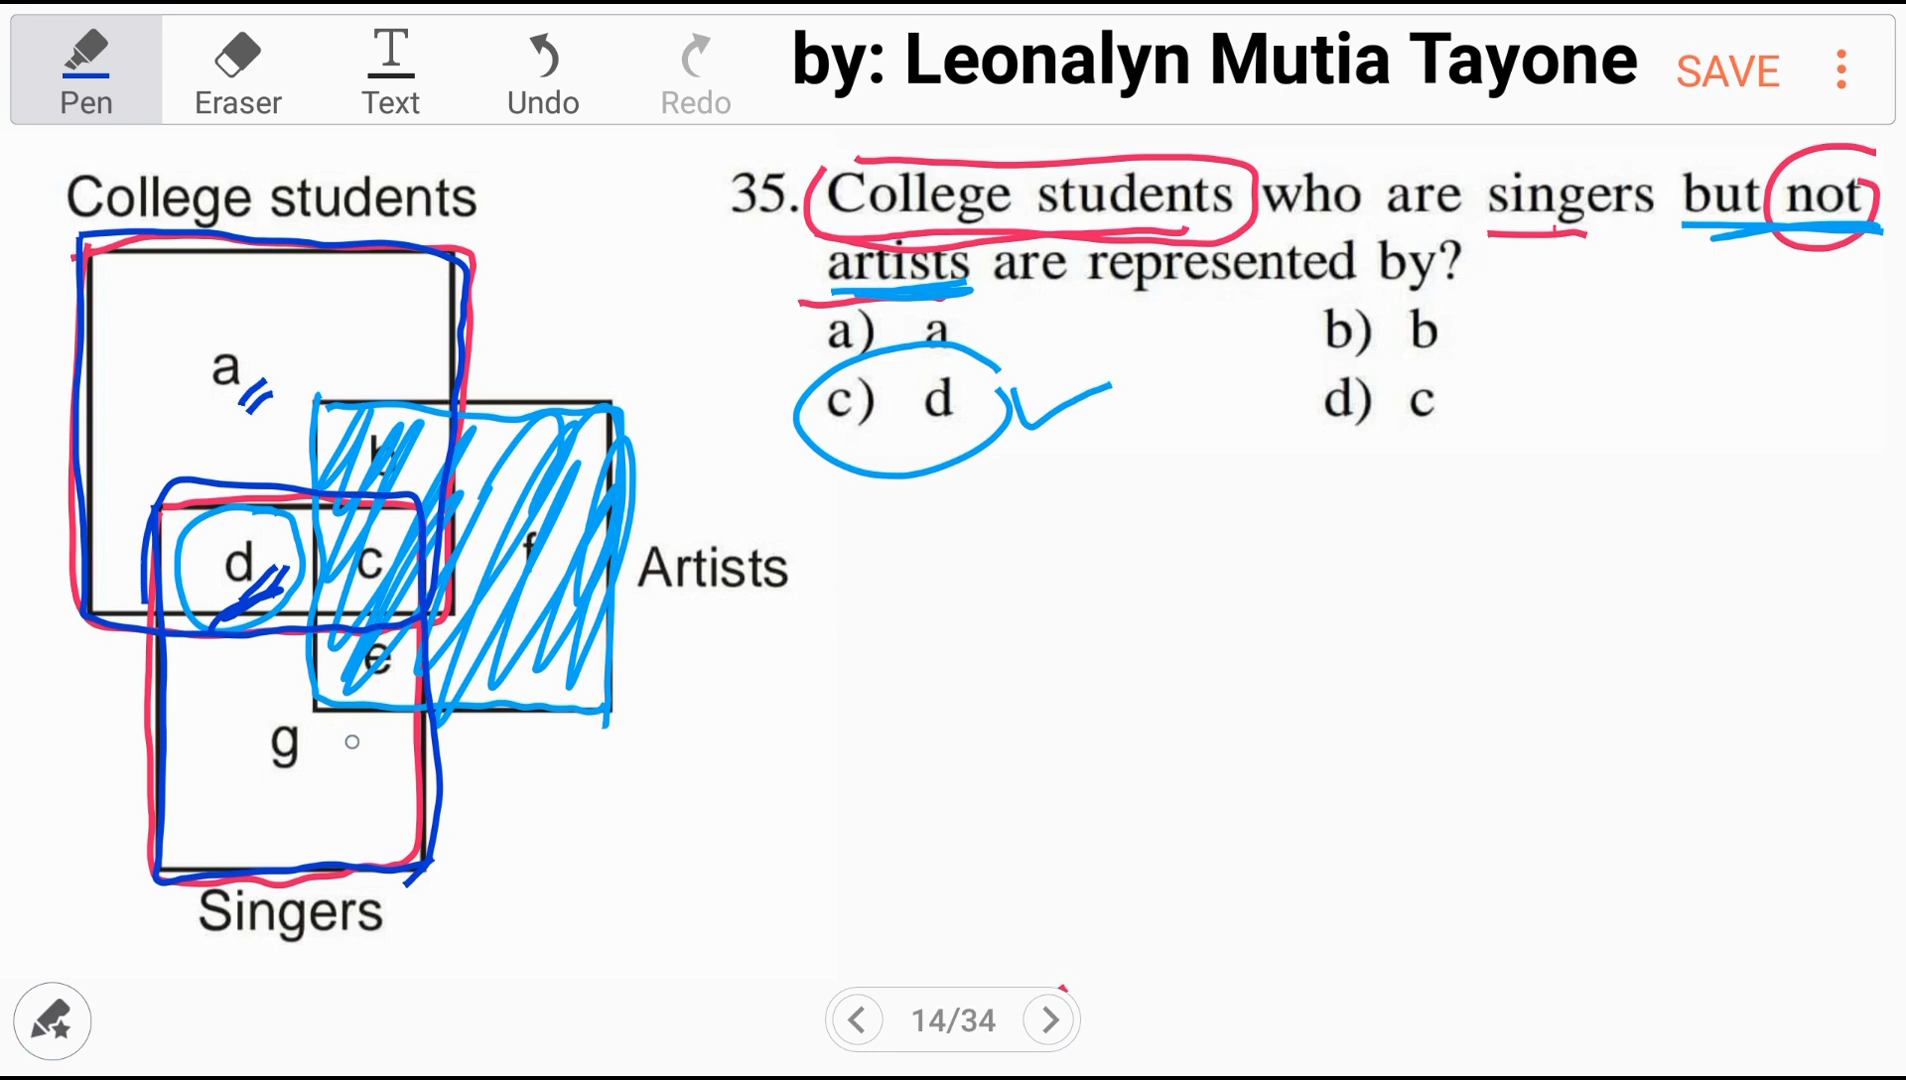 Pen
Eraser
Text
Undo
Redo
by: Leonalyn Mutia Tayone
SAVE
College students
a
b
d
c
f
e
g
Artists
Singers
35. College students who are singers but not
artists are represented by?
a) a
b) b
c) d
d) c
14/34